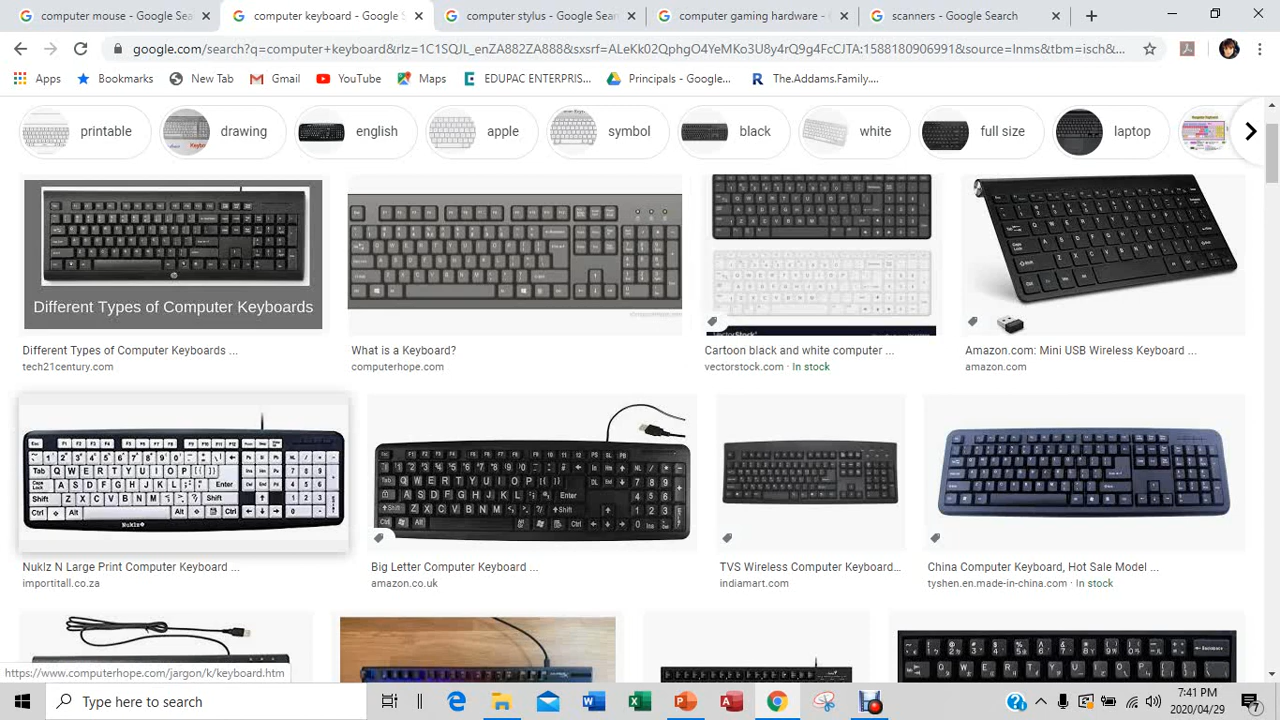 computer mouse - Google Sear
computer keyboard - Google S
computer stylus - Google Sear
computer gaming hardware -
scanners - Google Search
google.com/search?q=computer+keyboard&rlz=1C1SQJL_enZA882ZA888&sxsrf=ALeKk02QphgO4YeMKo3U8y4rQ9g4FcCJTA:1588180906991&source=lnms&tbm=isch&...
Apps Bookmarks New Tab Gmail YouTube Maps EDUPAC ENTERPRIS... Principals - Google... The.Addams.Family....
printable drawing english apple symbol black white full size laptop
Different Types of Computer Keyboards
Different Types of Computer Keyboards ...
tech21century.com
What is a Keyboard?
computerhope.com
Cartoon black and white computer ...
vectorstock.com · In stock
Amazon.com: Mini USB Wireless Keyboard ...
amazon.com
Nuklz N Large Print Computer Keyboard ...
importitall.co.za
Big Letter Computer Keyboard ...
amazon.co.uk
TVS Wireless Computer Keyboard...
indiamart.com
China Computer Keyboard, Hot Sale Model ...
tyshen.en.made-in-china.com · In stock
https://www.computerhope.com/jargon/k/keyboard.htm
Type here to search
7:41 PM
2020/04/29